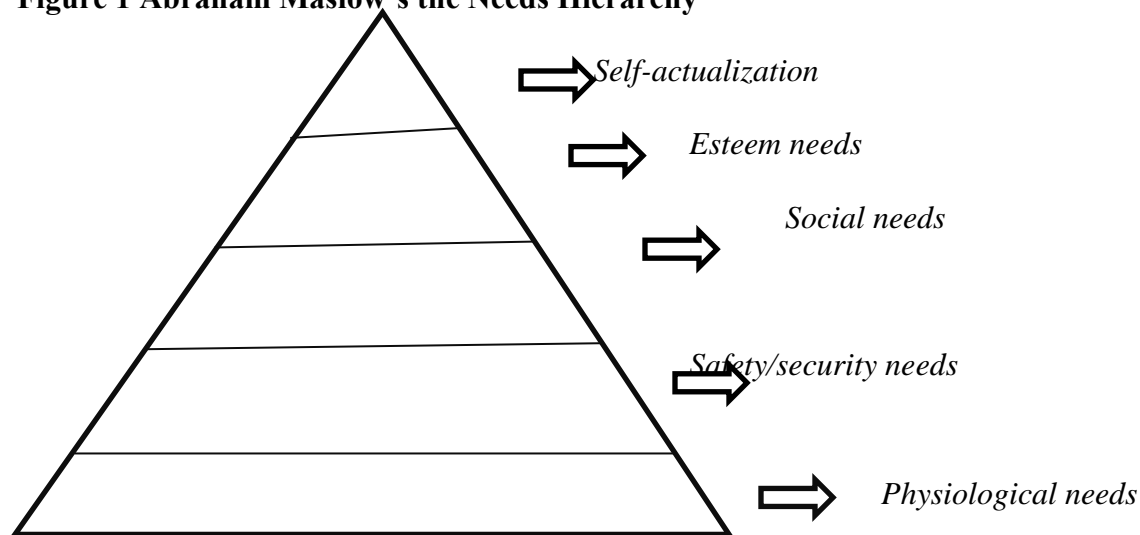 Figure 1 Abraham Maslow's the Needs Hierarchy
Self-actualization
Esteem needs
Social needs
Safety/security needs
Physiological needs